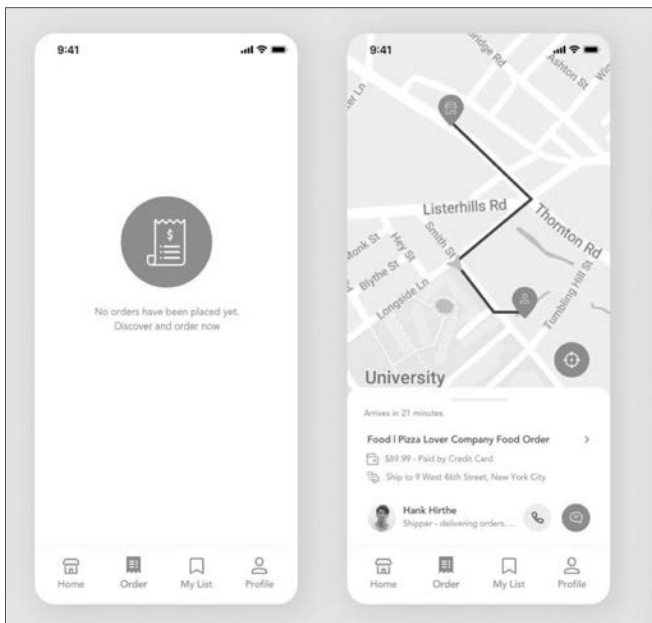 9:41
$
No orders have been placed yet.
Discover and order now
Home
Order
My List
Profile
9:41
Ashton St
Listerhills Rd
Thornton Rd
Smith St
Hey St
Monk St
Blythe St
Longside Ln
Tumbling Hill St
University
Arrives in 21 minutes
Food | Pizza Lover Company Food Order
$89.99 - Paid by Credit Card
Ship to 9 West 46th Street, New York City
Hank Hirthe
Shipper - delivering orders....
Home
Order
My List
Profile